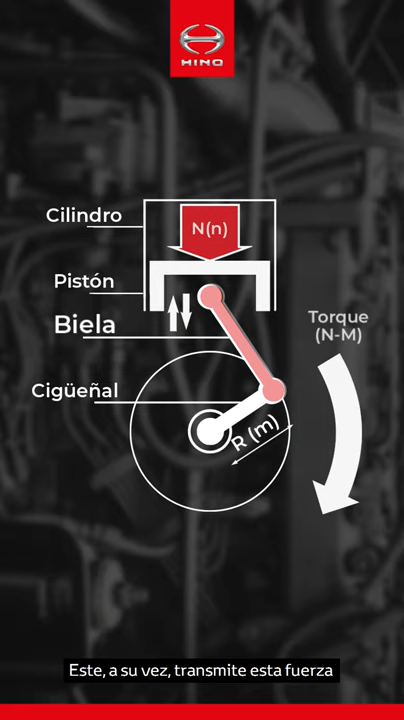 HINO
Cilindro
N(n)
Pistón
Biela
Torque
(N-M)
Cigüeñal
R (m)
Este, a su vez, transmite esta fuerza